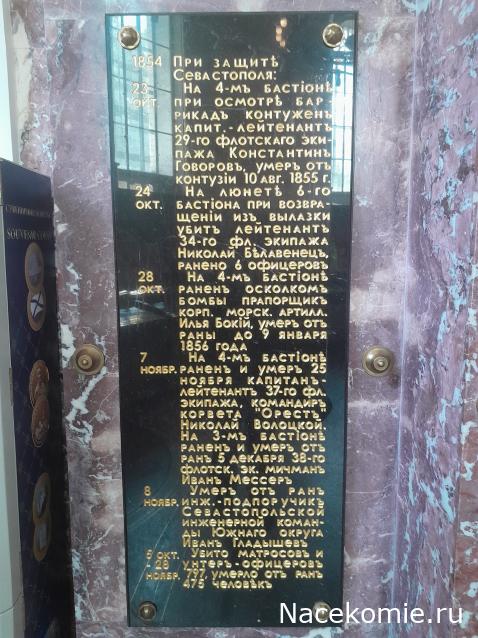 1854 При защитѣ
Севастополя:
23 На 4-мъ бастіонѣ
окт. при осмотрѣ бар-
рикадъ контуженъ
капит.-лейтенантъ
29-го флотскаго эки-
пажа Константинъ
Говоровъ, умеръ отъ
контузіи 10 авг. 1855 г.
24 На люнетѣ 6-го
окт. бастіона при возвра-
щеніи изъ вылазки
убитъ лейтенантъ
34-го фл. экипажа
Николай Бѣлавенец,
ранено 6 офицеровъ
28 На 4-мъ бастіонѣ
окт. раненъ осколкомъ
бомбы прапорщикъ
корп. морск. артилл.
Илья Бокій, умеръ отъ
раны до 9 января
1856 года
7 На 4-мъ бастіонѣ
ноябр. раненъ и умеръ 25
ноября капитанъ-
лейтенантъ 37-го фл.
экипажа, командиръ
корвета "Орестъ"
Николай Волоцкой.
На 3-мъ бастіонѣ
раненъ и умеръ отъ
ранъ 5 декабря 38-го
флотск. эк. мичманъ
Иванъ Мессеръ
8 Умеръ отъ ранъ
ноябр. инж.-подпоручикъ
Севастопольской
инженерной коман-
ды Южнаго округа
Иванъ Гладышевъ
5 окт. Убито матросовъ и
- 28 унтеръ-офицеровъ
ноябр. 797, умерло отъ ранъ
475 человѣкъ
SOUVENIR
Nacekomie.ru